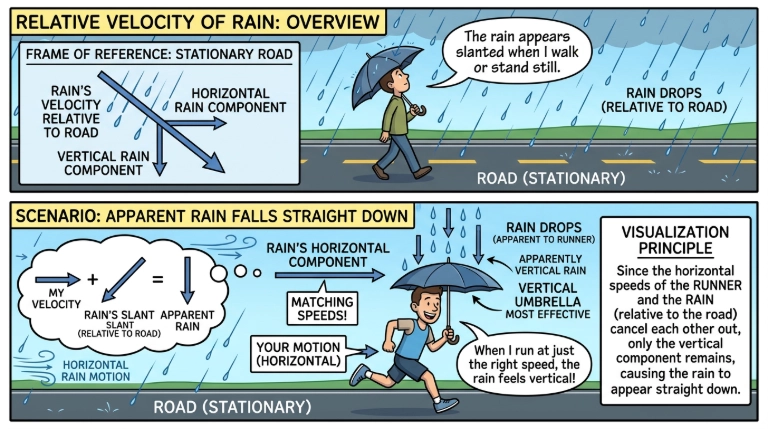 RELATIVE VELOCITY OF RAIN: OVERVIEW
FRAME OF REFERENCE: STATIONARY ROAD
RAIN'S
VELOCITY
RELATIVE
TO ROAD
HORIZONTAL
RAIN COMPONENT
VERTICAL RAIN
COMPONENT
The rain appears
slanted when I walk
or stand still.
RAIN DROPS
(RELATIVE TO ROAD)
ROAD (STATIONARY)
SCENARIO: APPARENT RAIN FALLS STRAIGHT DOWN
MY
VELOCITY
+
RAIN'S SLANT
SLANT
(RELATIVE TO ROAD)
=
APPARENT
RAIN
HORIZONTAL
RAIN MOTION
RAIN'S HORIZONTAL
COMPONENT
MATCHING
SPEEDS!
YOUR MOTION
(HORIZONTAL)
RAIN DROPS
(APPARENT TO RUNNER)
APPARENTLY
VERTICAL RAIN
VERTICAL
UMBRELLA
MOST EFFECTIVE
When I run at just
the right speed, the
rain feels vertical!
VISUALIZATION
PRINCIPLE
Since the horizontal
speeds of the RUNNER
and the RAIN
(relative to the road)
cancel each other out,
only the vertical
component remains,
causing the rain to
appear straight down.
ROAD (STATIONARY)